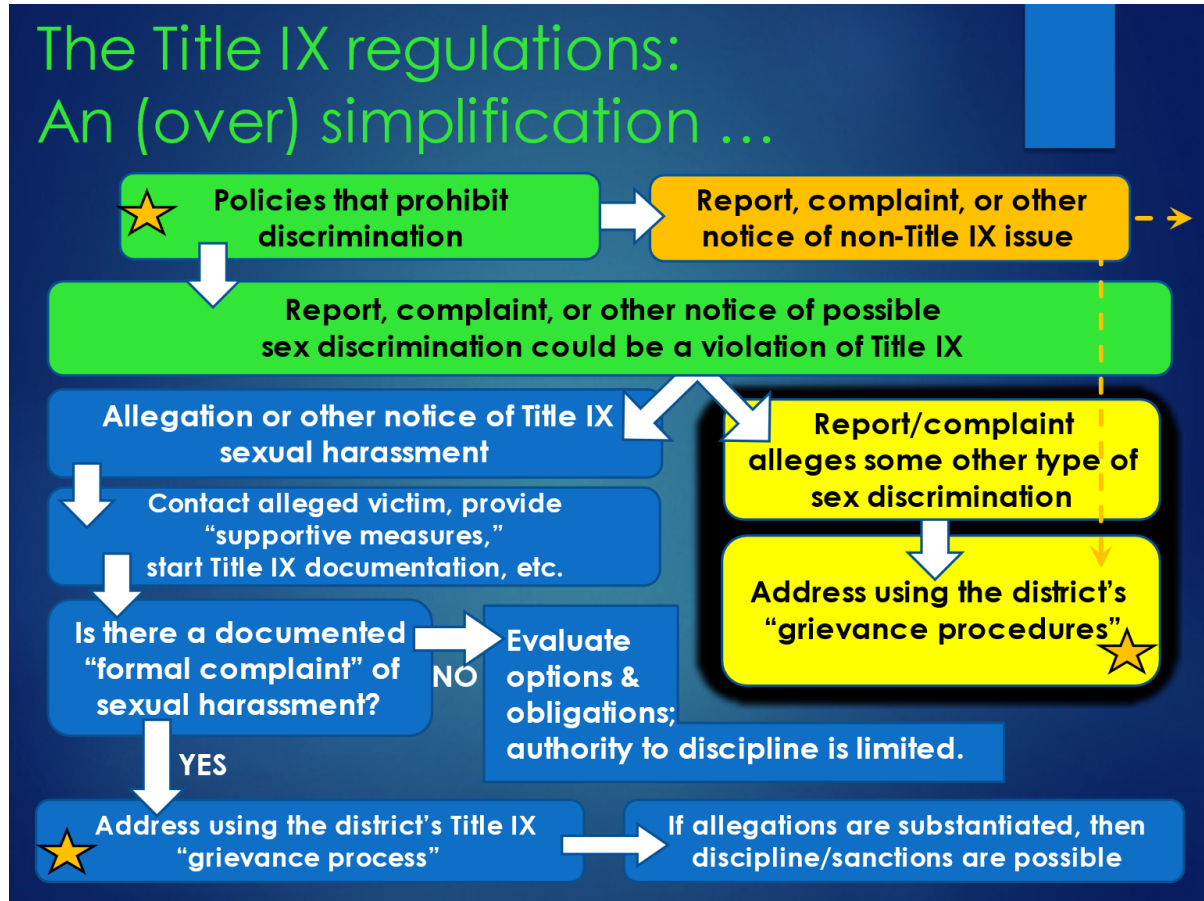 The Title IX regulations:
An (over) simplification …
Policies that prohibit
discrimination
Report, complaint, or other
notice of non-Title IX issue
Report, complaint, or other notice of possible
sex discrimination could be a violation of Title IX
Allegation or other notice of Title IX
sexual harassment
Report/complaint
alleges some other type of
sex discrimination
Contact alleged victim, provide
“supportive measures,”
start Title IX documentation, etc.
Address using the district’s
“grievance procedures”
Is there a documented
“formal complaint” of
sexual harassment?
NO
Evaluate
options &
obligations;
authority to discipline is limited.
YES
Address using the district’s Title IX
“grievance process”
If allegations are substantiated, then
discipline/sanctions are possible